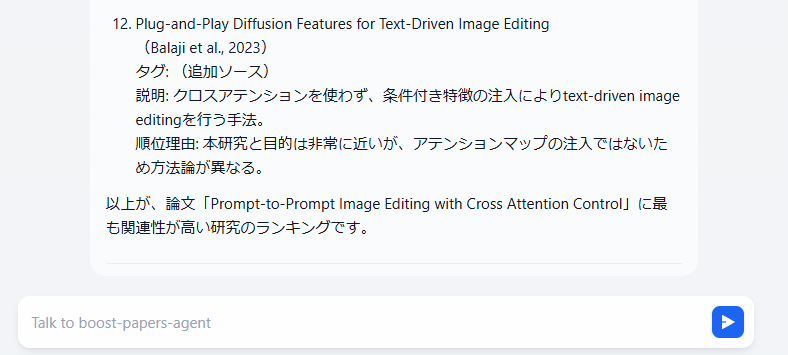 12. Plug-and-Play Diffusion Features for Text-Driven Image Editing
（Balaji et al., 2023）
タグ: （追加ソース）
説明: クロスアテンションを使わず、条件付き特徴の注入によりtext-driven image
editingを行う手法。
順位理由: 本研究と目的は非常に近いが、アテンションマップの注入ではないた
め方法論が異なる。
以上が、論文「Prompt-to-Prompt Image Editing with Cross Attention Control」に最
も関連性が高い研究のランキングです。
Talk to boost-papers-agent